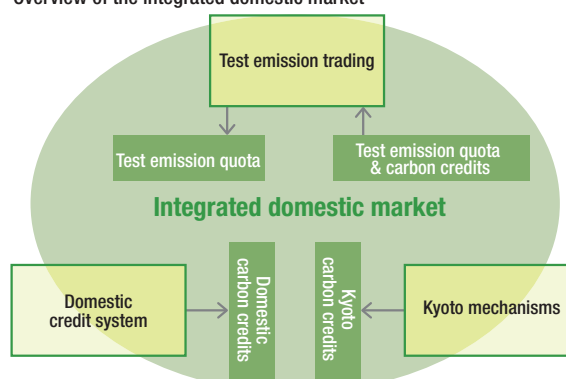 Overview of the integrated domestic market
Test emission trading
Test emission quota
Test emission quota
& carbon credits
Integrated domestic market
Domestic
credit system
Domestic
carbon credits
Kyoto
carbon credits
Kyoto mechanisms